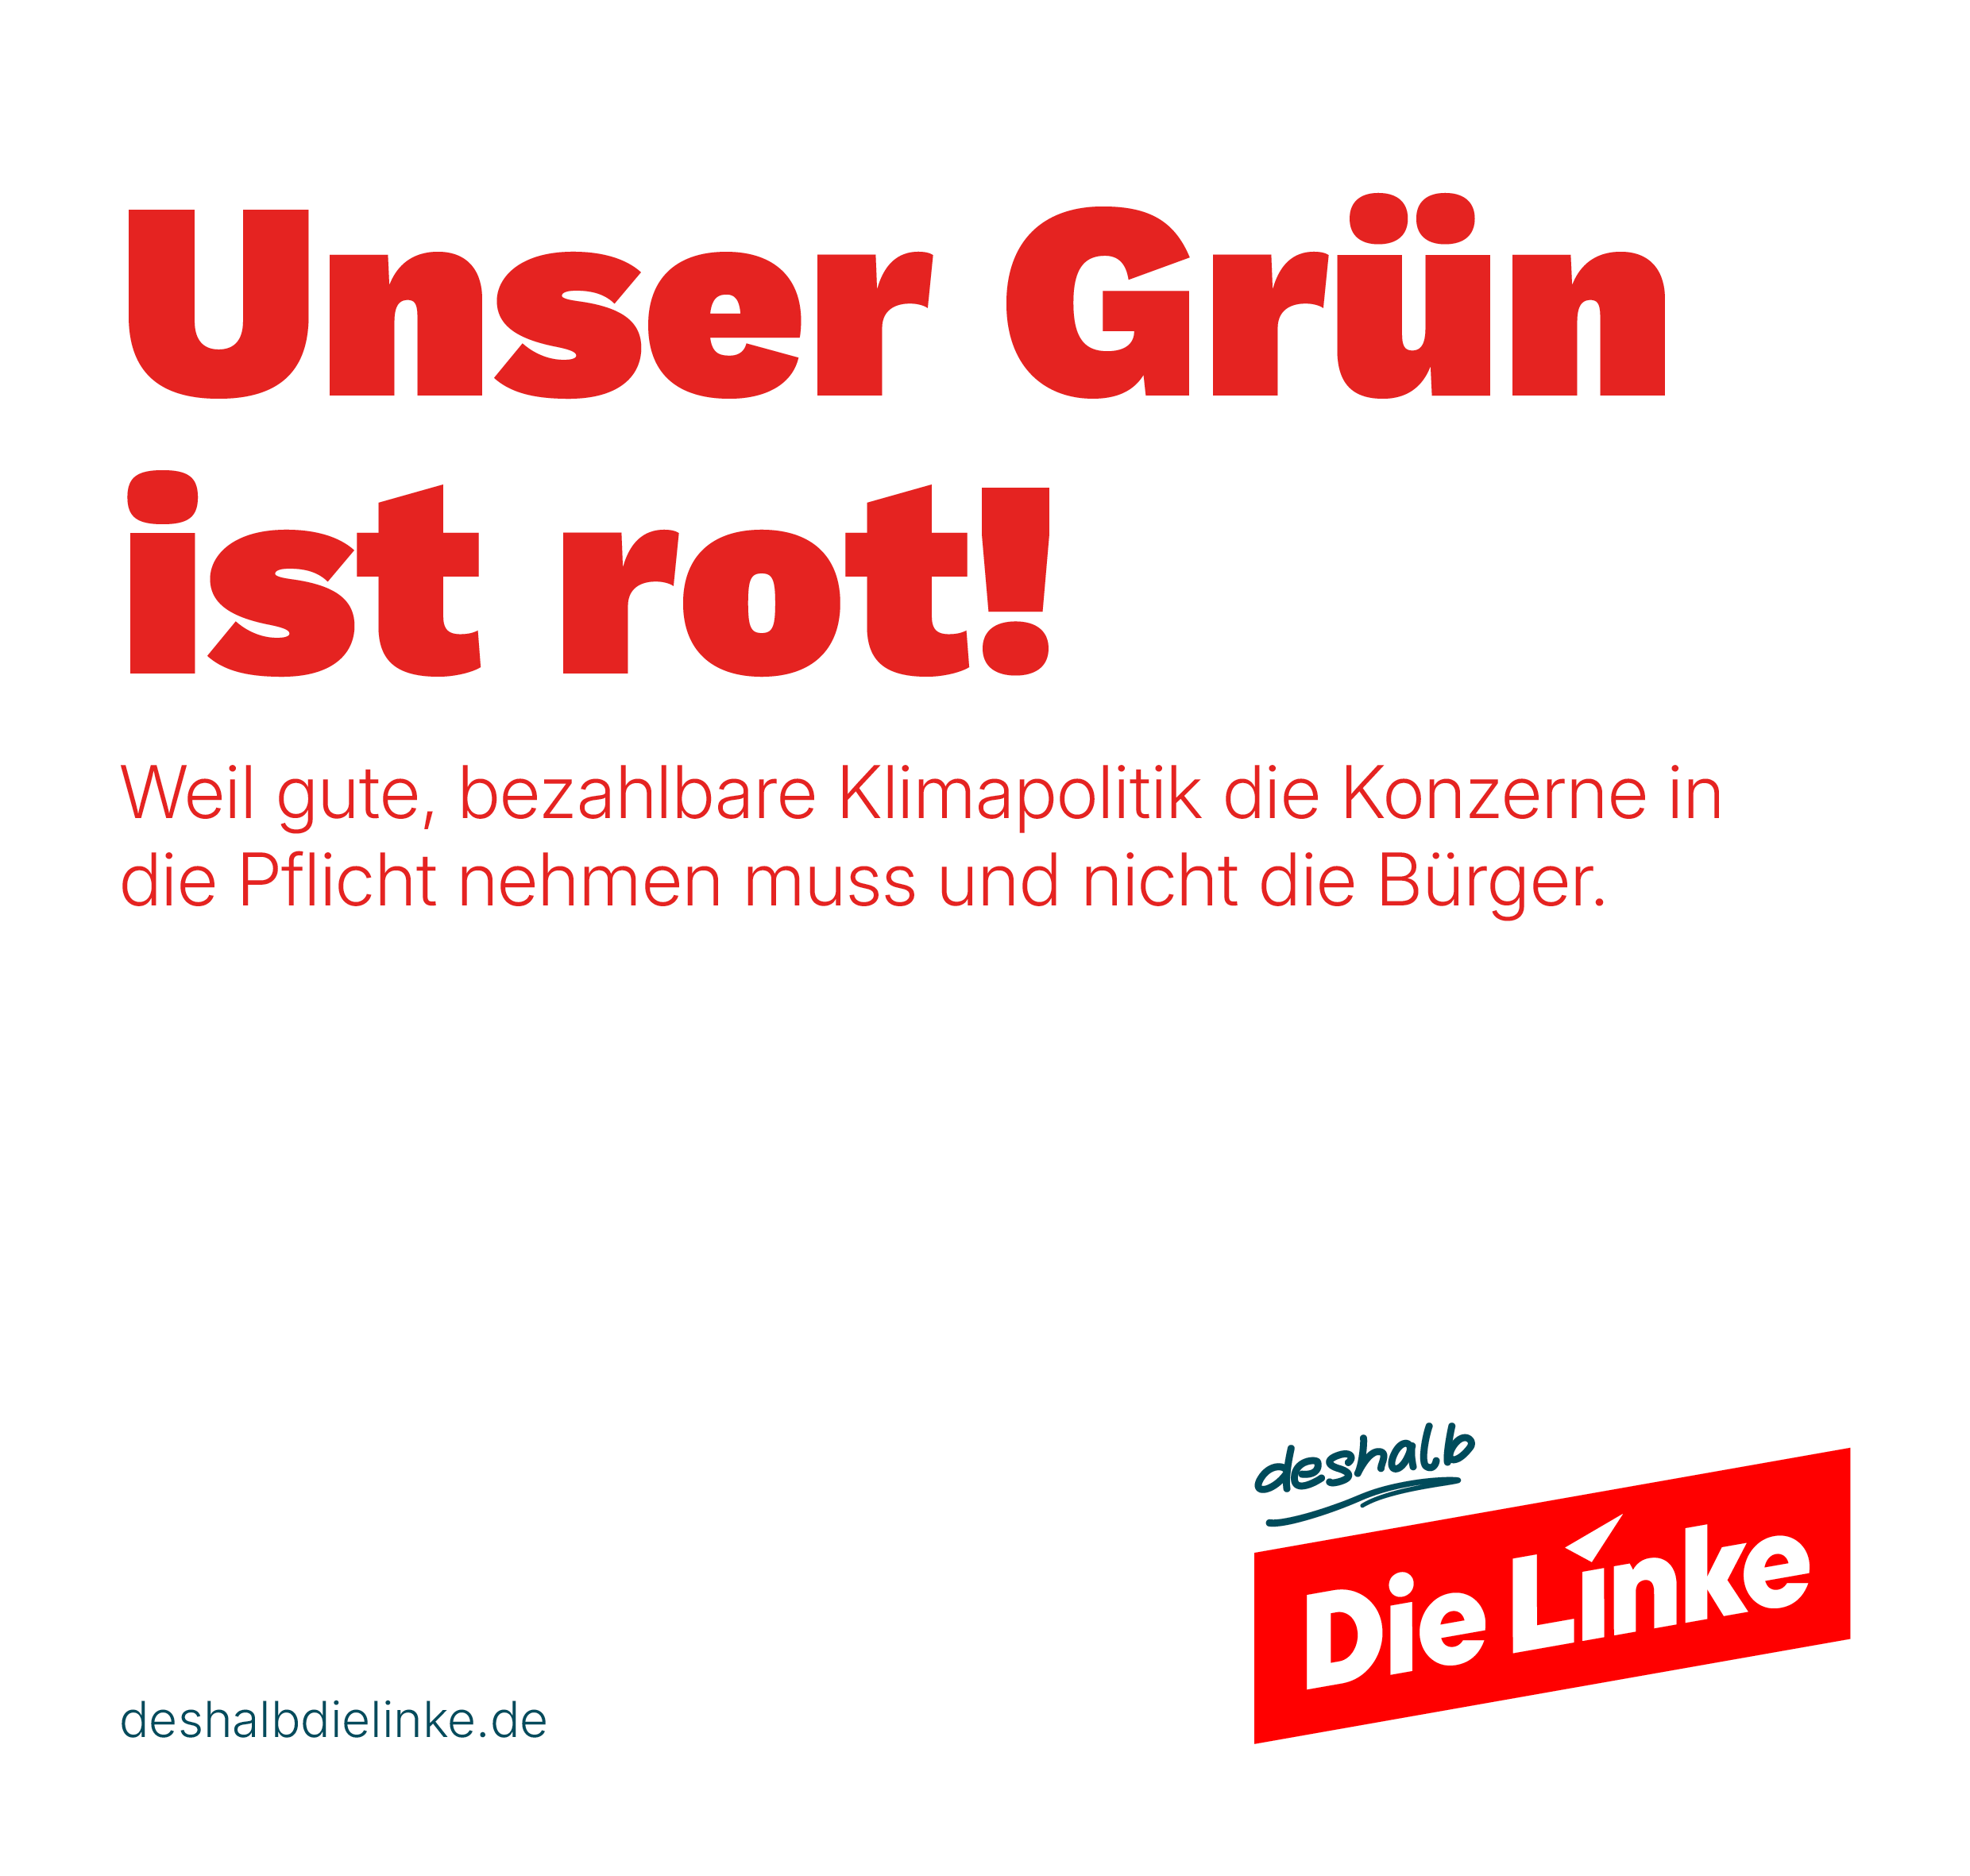 Unser Grün
ist rot!
Weil gute, bezahlbare Klimapolitik die Konzerne in
die Pflicht nehmen muss und nicht die Bürger.
deshalb
Die Linke
deshalbdielinke.de